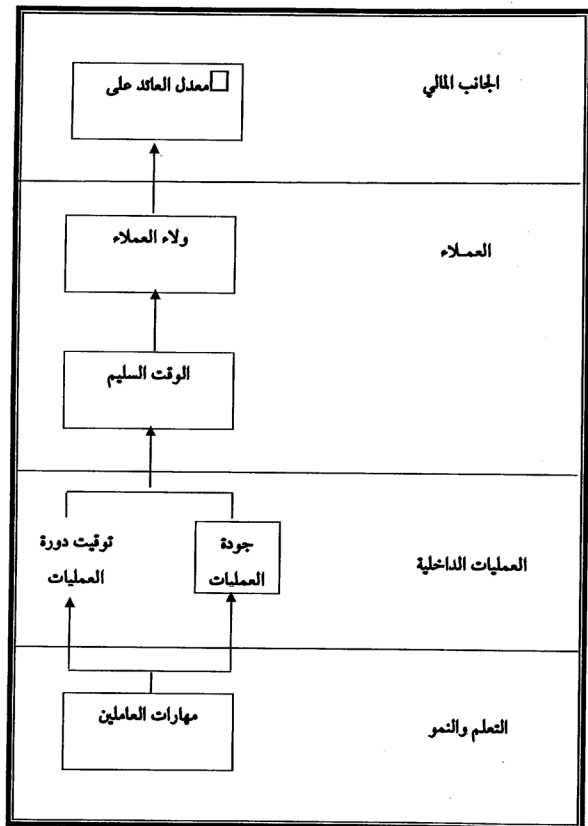 الجانب المالي
معدل العائد على
العمـلاء
ولاء العملاء
الوقت السليم
العمليات الداخلية
جودة
العمليات
توقيت دورة
العمليات
التعلم والنمو
مهارات العاملين